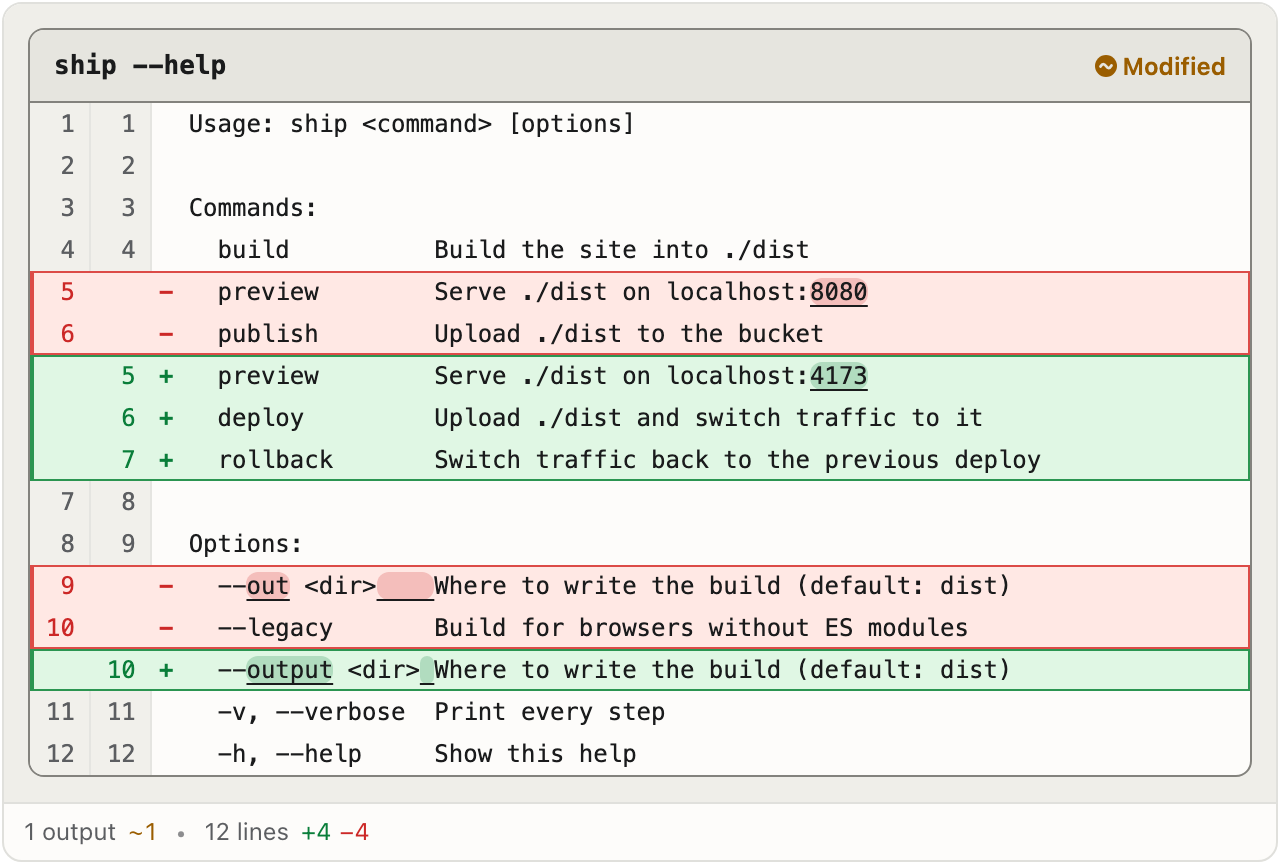 ship --help
Modified
1 1 Usage: ship <command> [options]
2 2
3 3 Commands:
4 4   build          Build the site into ./dist
5   −   preview        Serve ./dist on localhost:8080
6   −   publish        Upload ./dist to the bucket
5 +   preview        Serve ./dist on localhost:4173
6 +   deploy         Upload ./dist and switch traffic to it
7 +   rollback       Switch traffic back to the previous deploy
7 8
8 9 Options:
9   −   --out <dir>    Where to write the build (default: dist)
10   −   --legacy       Build for browsers without ES modules
10 +   --output <dir> Where to write the build (default: dist)
11 11   -v, --verbose  Print every step
12 12   -h, --help     Show this help
1 output ~1 • 12 lines +4 −4